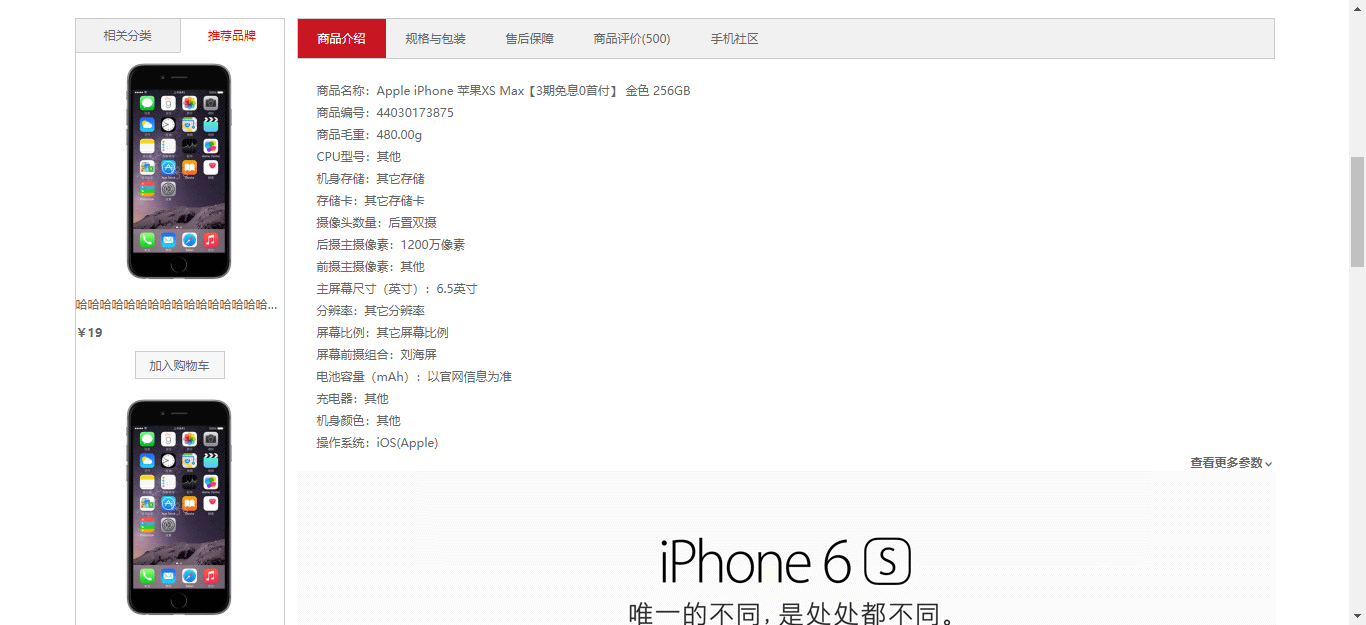 相关分类
推荐品牌
商品介绍
规格与包装
售后保障
商品评价(500)
手机社区
哈哈哈哈哈哈哈哈哈哈哈哈哈哈哈哈...
￥19
加入购物车
商品名称：Apple iPhone 苹果XS Max【3期免息0首付】 金色 256GB
商品编号：44030173875
商品毛重：480.00g
CPU型号：其他
机身存储：其它存储
存储卡：其它存储卡
摄像头数量：后置双摄
后摄主摄像素：1200万像素
前摄主摄像素：其他
主屏幕尺寸（英寸）：6.5英寸
分辨率：其它分辨率
屏幕比例：其它屏幕比例
屏幕前摄组合：刘海屏
电池容量（mAh）：以官网信息为准
充电器：其他
机身颜色：其他
操作系统：iOS(Apple)
查看更多参数
iPhone 6 S
唯一的不同，是处处都不同。